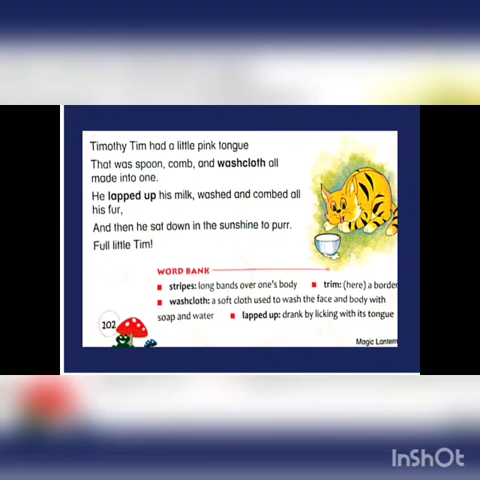 Timothy Tim had a little pink tongue
That was spoon, comb, and washcloth all
made into one.
He lapped up his milk, washed and combed all
his fur,
And then he sat down in the sunshine to purr.
Full little Tim!
WORD BANK
stripes: long bands over one's body trim: (here) a border
washcloth: a soft cloth used to wash the face and body with
soap and water lapped up: drank by licking with its tongue
102
Magic Lantern
InShOt